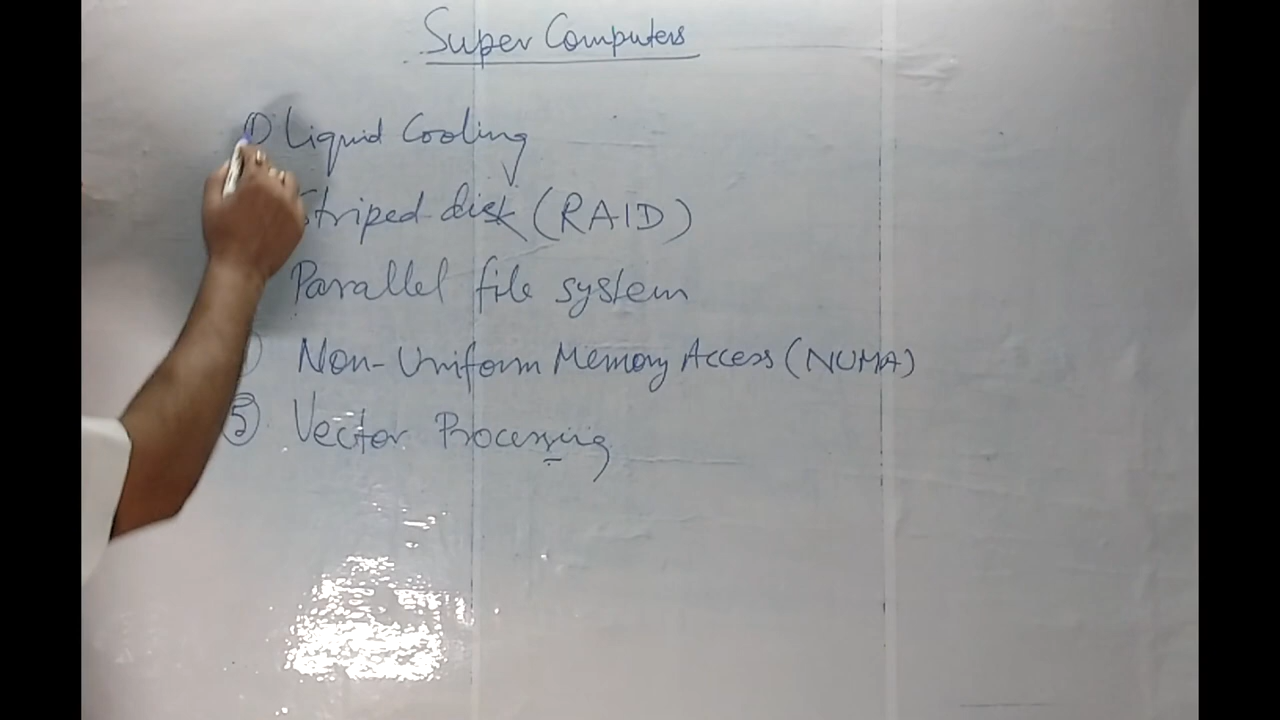 Super Computers
① Liquid Cooling
Striped disk (RAID)
Parallel file system
Non-Uniform Memory Access (NUMA)
⑤ Vector Processing